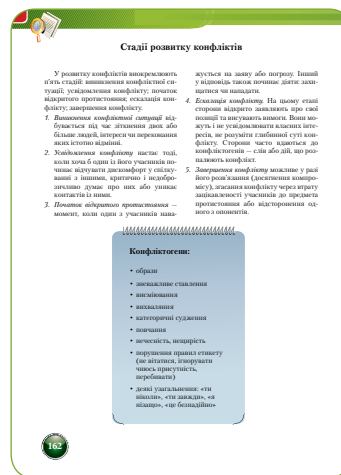 Стадії розвитку конфліктів
У розвитку конфліктів виокремлюють
п'ять стадій: виникнення конфліктної си-
туації; усвідомлення конфлікту; початок
відкритого протистояння; ескалація кон-
флікту; завершення конфлікту.
1. Виникнення конфліктної ситуації від-
бувається під час зіткнення двох або
більше людей, інтереси чи переконання
яких істотно відмінні.
2. Усвідомлення конфлікту настає тоді,
коли хоча б один із його учасників по-
чинає відчувати дискомфорт у спілку-
ванні з іншими, критично і недобро-
зичливо думає про них або уникає
контактів із ними.
3. Початок відкритого протистояння —
момент, коли один з учасників нава-
жується на заяву або погрозу. Інший
у відповідь також починає діяти: захи-
щатися чи нападати.
4. Ескалація конфлікту. На цьому етапі
сторони відкрито заявляють про свої
позиції та висувають вимоги. Вони мо-
жуть і не усвідомлювати власних інте-
ресів, не розуміти глибинної суті кон-
флікту. Сторони часто вдаються до
конфліктогенів — слів або дій, що роз-
палюють конфлікт.
5. Завершення конфлікту можливе у разі
його розв'язання (досягнення компро-
місу), згасання конфлікту через втрату
зацікавленості учасників до предмета
протистояння або відсторонення од-
ного з опонентів.
Конфліктогени:
• образи
• зневажливе ставлення
• висміювання
• вихваляння
• категоричні судження
• повчання
• нечесність, нещирість
• порушення правил етикету
(не вітатися, ігнорувати
чиюсь присутність,
перебивати)
• деякі узагальнення: «ти
ніколи», «ти завжди», «я
нізащо», «це безнадійно»
162